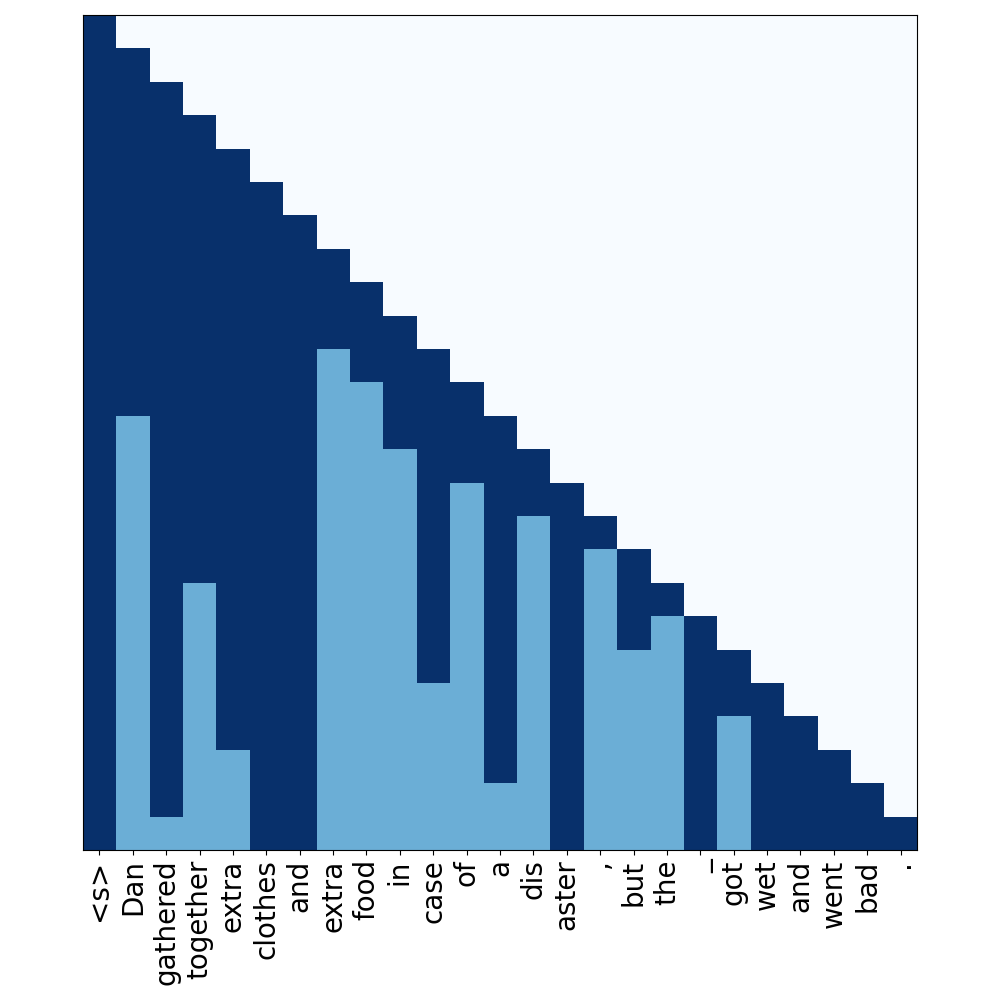 <s> Dan gathered together extra clothes and extra food in case of a dis aster , but the _ got wet and went bad .